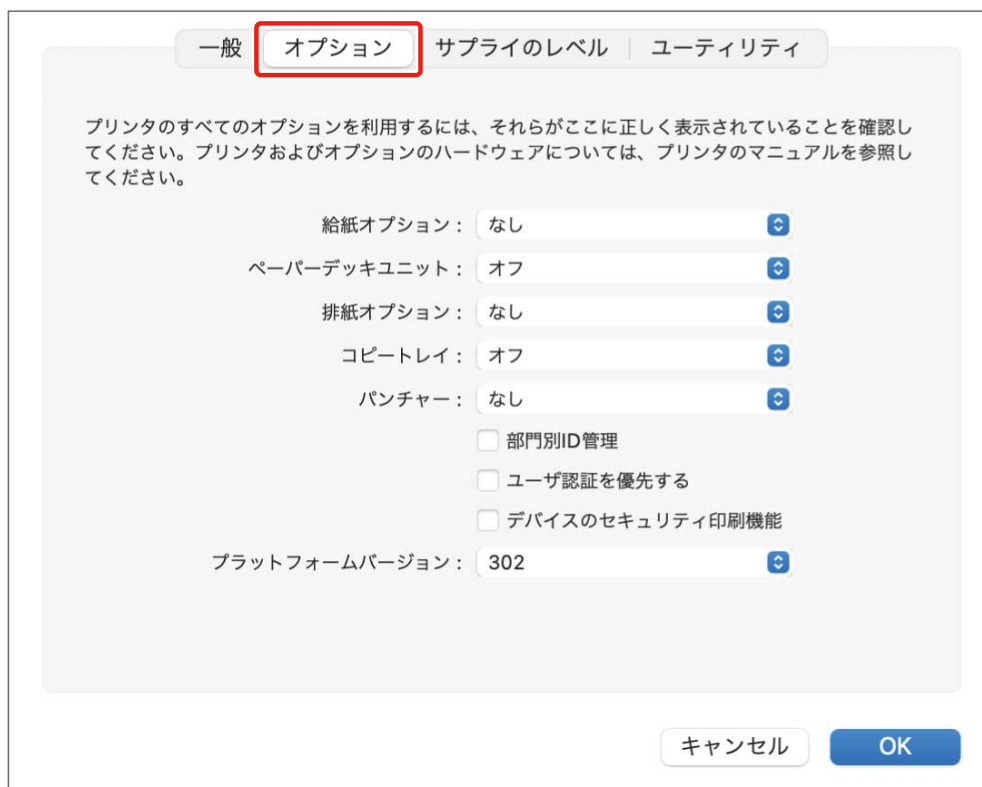 一般 オプション サプライのレベル ユーティリティ
プリンタのすべてのオプションを利用するには、それらがここに正しく表示されていることを確認し
てください。プリンタおよびオプションのハードウェアについては、プリンタのマニュアルを参照し
てください。
給紙オプション： なし
ペーパーデッキユニット： オフ
排紙オプション： なし
コピートレイ： オフ
パンチャー： なし
部門別ID管理
ユーザ認証を優先する
デバイスのセキュリティ印刷機能
プラットフォームバージョン： 302
キャンセル OK